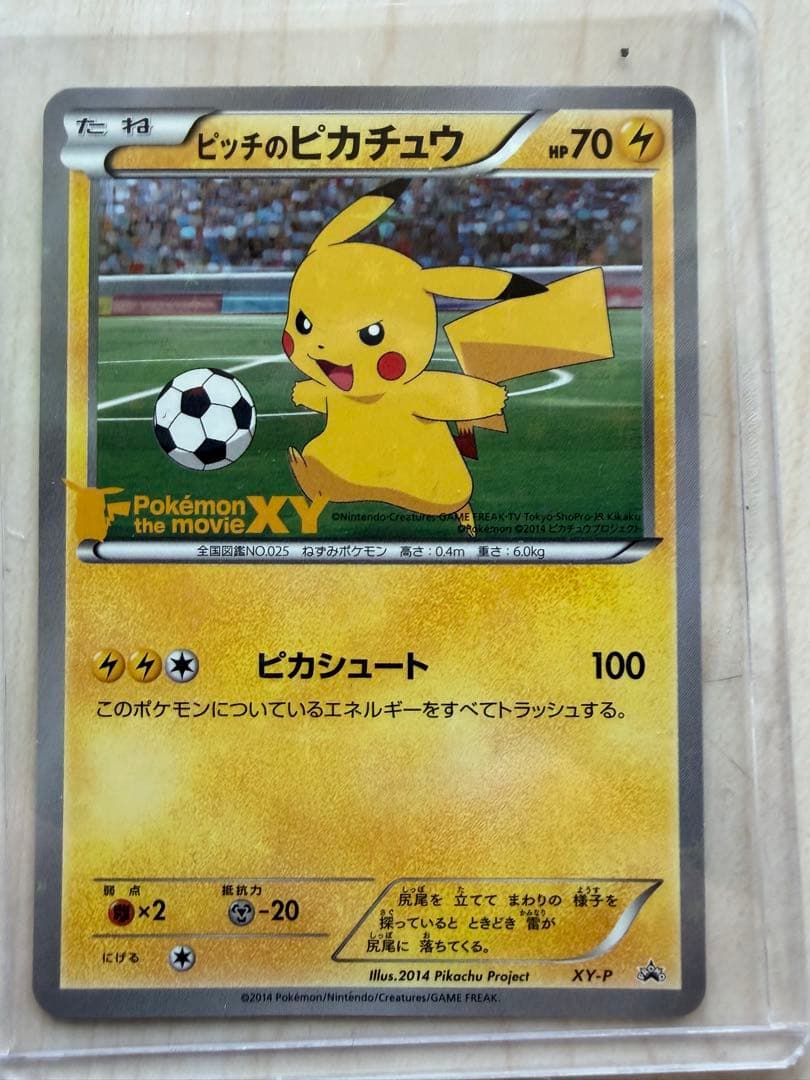 たね ピッチのピカチュウ HP70
Pokémon
the movie XY
©Nintendo·Creatures·GAME FREAK·TV Tokyo·ShoPro·JR Kikaku
©Pokémon ©2014 ピカチュウプロジェクト
全国図鑑NO.025 ねずみポケモン 高さ:0.4m 重さ:6.0kg
ピカシュート 100
このポケモンについているエネルギーをすべてトラッシュする。
弱点 抵抗力
×2 -20
にげる
尻尾を 立てて まわりの 様子を
探っていると ときどき 雷が
尻尾に 落ちてくる。
Illus.2014 Pikachu Project XY-P
©2014 Pokémon/Nintendo/Creatures/GAME FREAK.